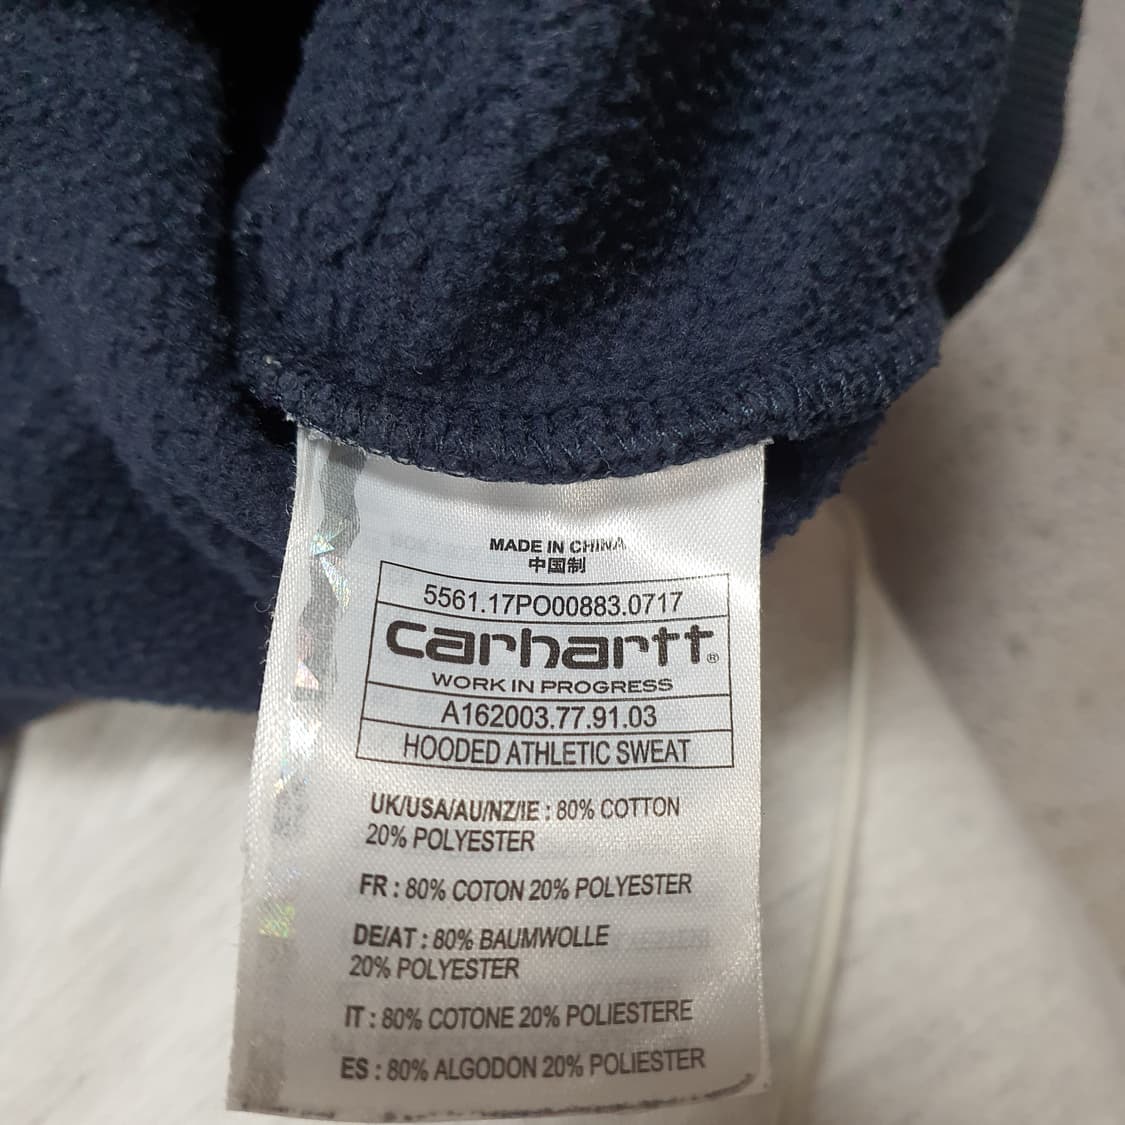 MADE IN CHINA
中国制
5561.17PO00883.0717
carhartt®
WORK IN PROGRESS
A162003.77.91.03
HOODED ATHLETIC SWEAT
UK/USA/AU/NZ/IE : 80% COTTON
20% POLYESTER
FR : 80% COTON 20% POLYESTER
DE/AT : 80% BAUMWOLLE
20% POLYESTER
IT : 80% COTONE 20% POLIESTERE
ES : 80% ALGODON 20% POLIESTER